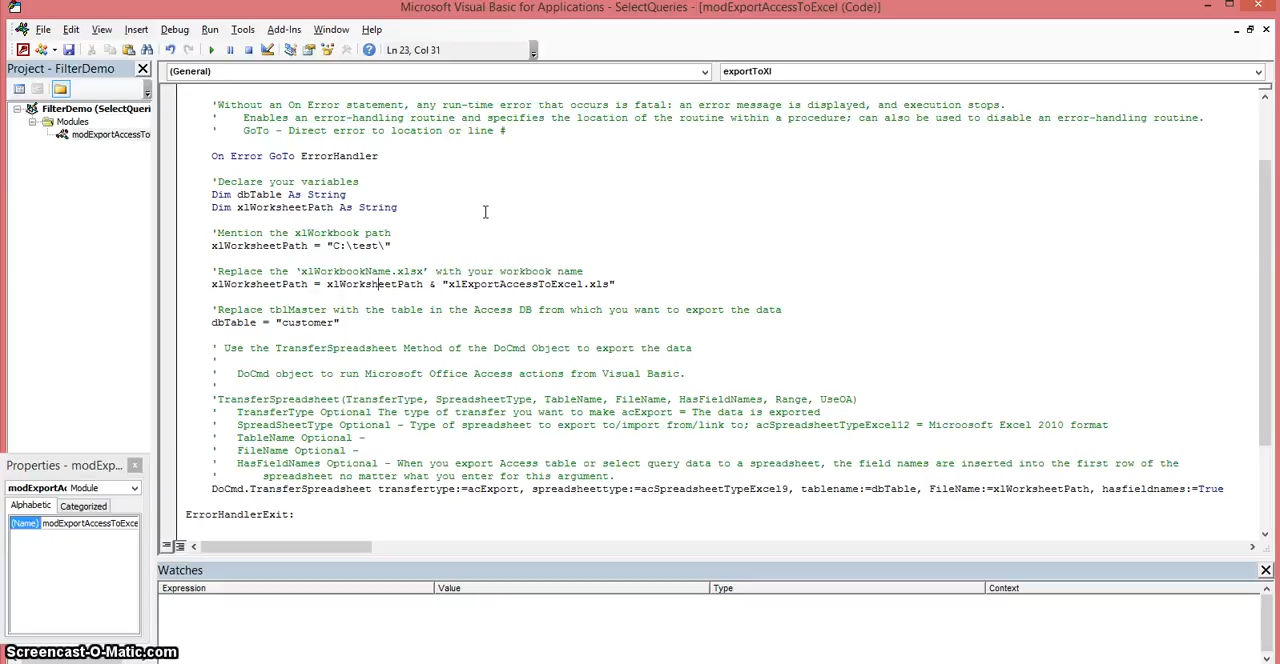 Microsoft Visual Basic for Applications - SelectQueries - [modExportAccessToExcel (Code)]
File Edit View Insert Debug Run Tools Add-Ins Window Help
Ln 23, Col 31
Project - FilterDemo
(General) exportToXl
FilterDemo (SelectQueri
Modules
modExportAccessTo
'Without an On Error statement, any run-time error that occurs is fatal: an error message is displayed, and execution stops.
' Enables an error-handling routine and specifies the location of the routine within a procedure; can also be used to disable an error-handling routine.
' GoTo - Direct error to location or line #
On Error GoTo ErrorHandler
'Declare your variables
Dim dbTable As String
Dim xlWorksheetPath As String
'Mention the xlWorkbook path
xlWorksheetPath = "C:\test\"
'Replace the ‘xlWorkbookName.xlsx’ with your workbook name
xlWorksheetPath = xlWorksheetPath & "xlExportAccessToExcel.xls"
'Replace tblMaster with the table in the Access DB from which you want to export the data
dbTable = "customer"
' Use the TransferSpreadsheet Method of the DoCmd Object to export the data
'
' DoCmd object to run Microsoft Office Access actions from Visual Basic.
'
'TransferSpreadsheet(TransferType, SpreadsheetType, TableName, FileName, HasFieldNames, Range, UseOA)
' TransferType Optional The type of transfer you want to make acExport = The data is exported
' SpreadSheetType Optional - Type of spreadsheet to export to/import from/link to; acSpreadsheetTypeExcel12 = Microosoft Excel 2010 format
' TableName Optional -
' FileName Optional -
' HasFieldNames Optional - When you export Access table or select query data to a spreadsheet, the field names are inserted into the first row of the
' spreadsheet no matter what you enter for this argument.
DoCmd.TransferSpreadsheet transfertype:=acExport, spreadsheettype:=acSpreadsheetTypeExcel9, tablename:=dbTable, FileName:=xlWorksheetPath, hasfieldnames:=True
ErrorHandlerExit:
Properties - modExp...
modExportAc Module
Alphabetic Categorized
(Name) modExportAccessToExce
Watches
Expression Value Type Context
Screencast-O-Matic.com